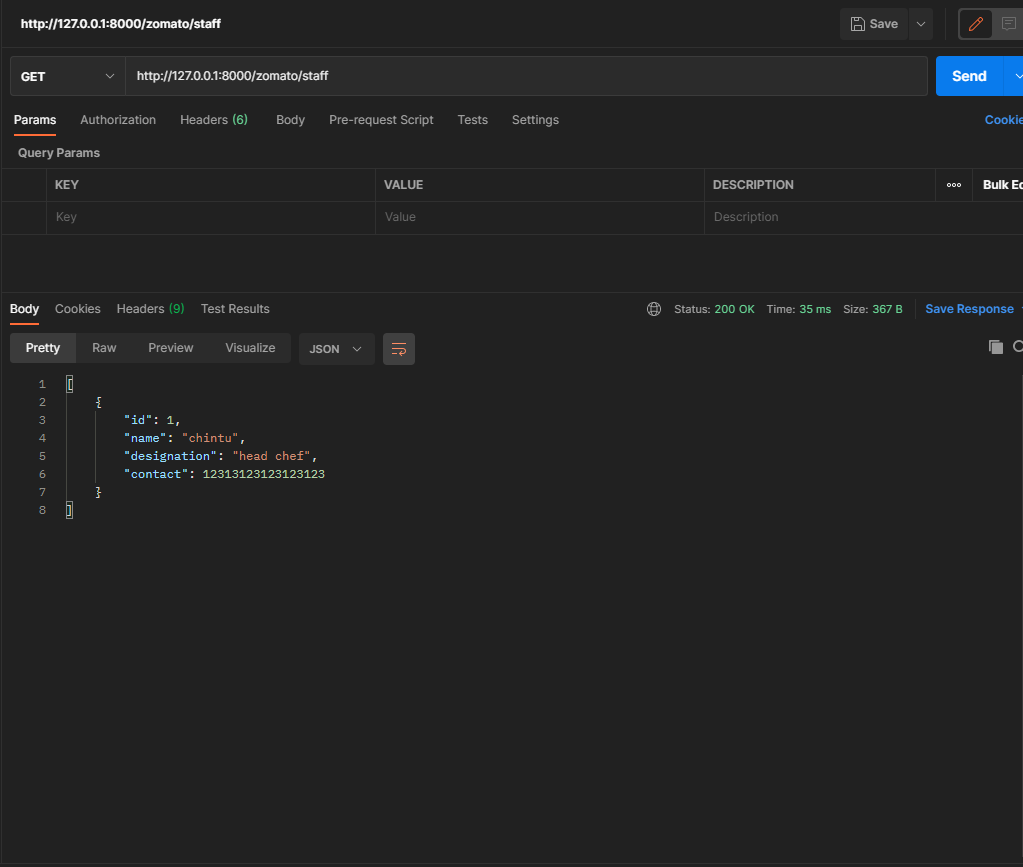 http://127.0.0.1:8000/zomato/staff
Save
GET
http://127.0.0.1:8000/zomato/staff
Send
Params Authorization Headers (6) Body Pre-request Script Tests Settings Cookie
Query Params
KEY VALUE DESCRIPTION ooo Bulk Ed
Key Value Description
Body Cookies Headers (9) Test Results Status: 200 OK Time: 35 ms Size: 367 B Save Response
Pretty Raw Preview Visualize JSON
1 [
2 {
3 "id": 1,
4 "name": "chintu",
5 "designation": "head chef",
6 "contact": 12313123123123123
7 }
8 ]